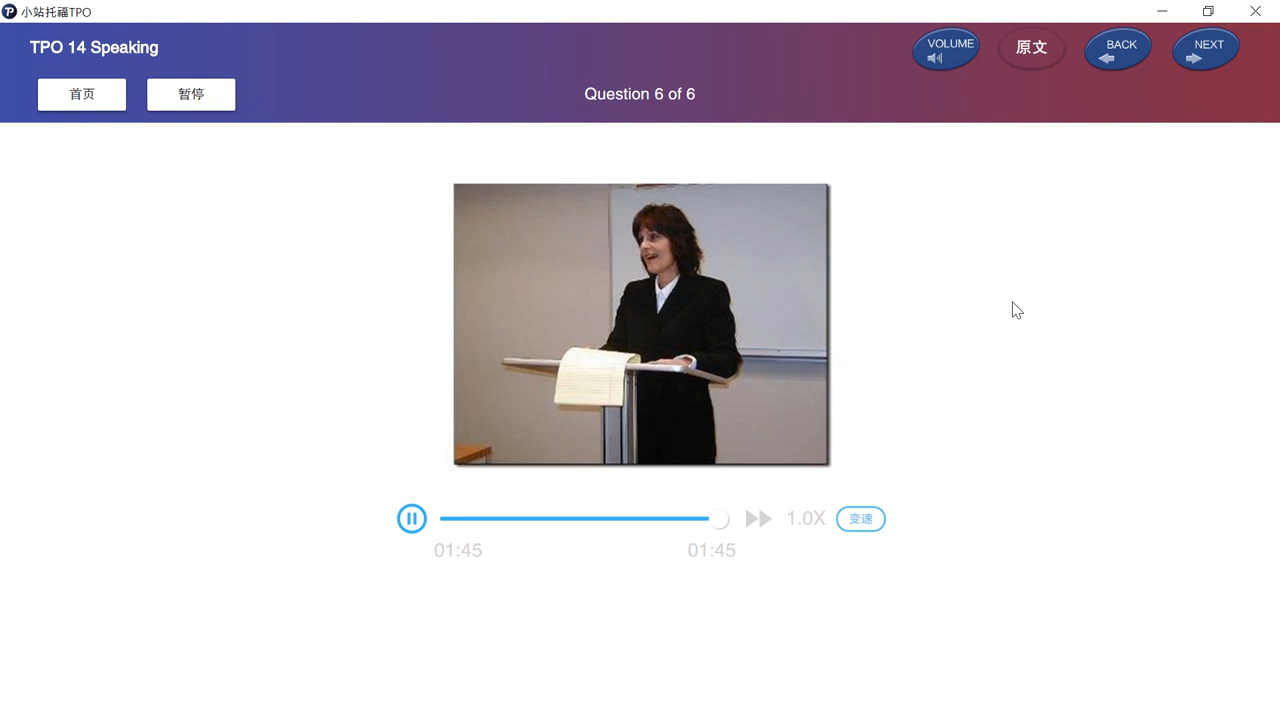 小站托福TPO
TPO 14 Speaking
VOLUME
原文
BACK
NEXT
首页
暂停
Question 6 of 6
1.0X
变速
01:45
01:45